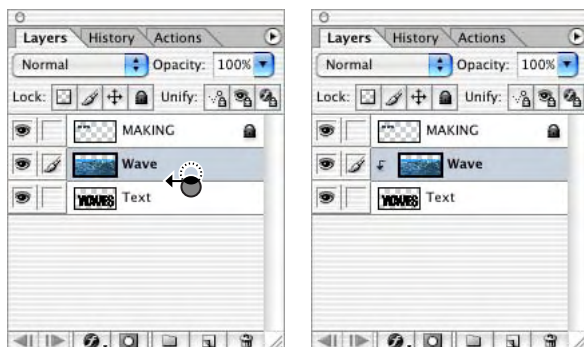 Layers History Actions
Normal Opacity: 100%
Lock: Unify:
MAKING
Wave
WAVES Text
Layers History Actions
Normal Opacity: 100%
Lock: Unify:
MAKING
Wave
WAVES Text